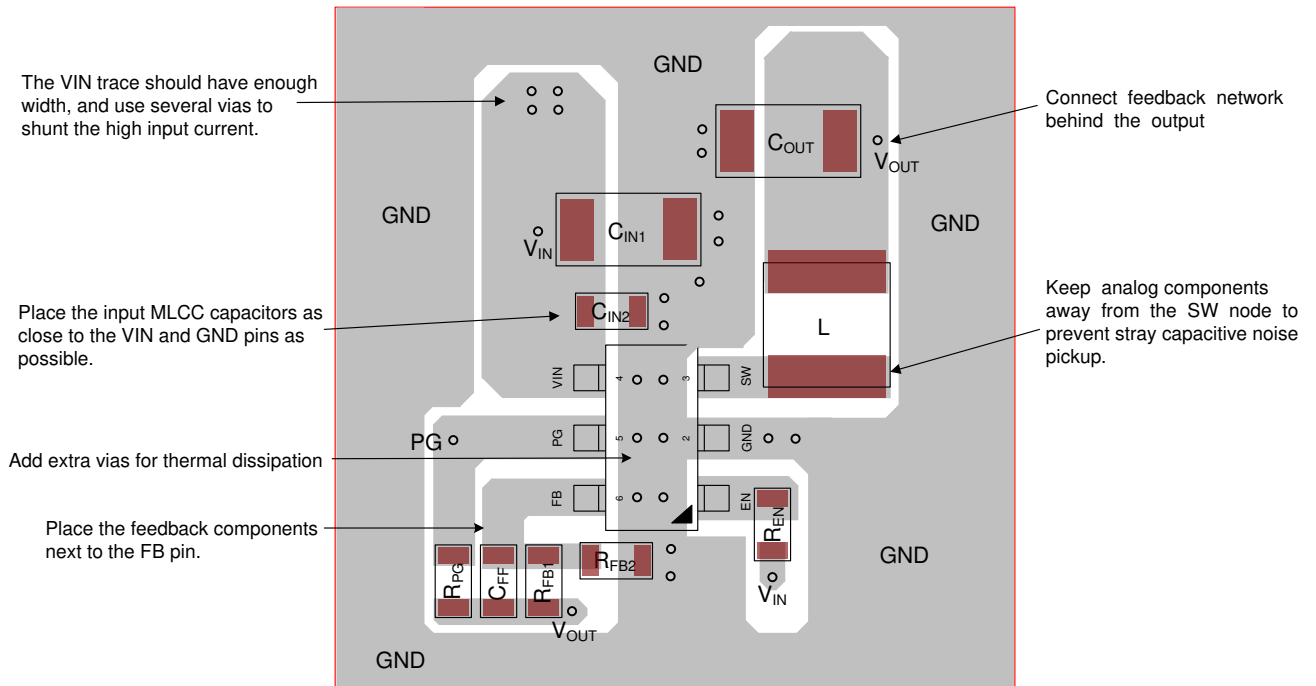 The VIN trace should have enough
width, and use several vias to
shunt the high input current.
GND
Connect feedback network
behind the output
COUT
VOUT
GND
GND
VIN
CIN1
Place the input MLCC capacitors as
close to the VIN and GND pins as
possible.
CIN2
Keep analog components
away from the SW node to
prevent stray capacitive noise
pickup.
L
VIN
4
3
SW
PG
PG
5
2
GND
Add extra vias for thermal dissipation
FB
6
EN
Place the feedback components
next to the FB pin.
REN
RPG
CFF
RFB1
RFB2
VIN
VOUT
GND
GND